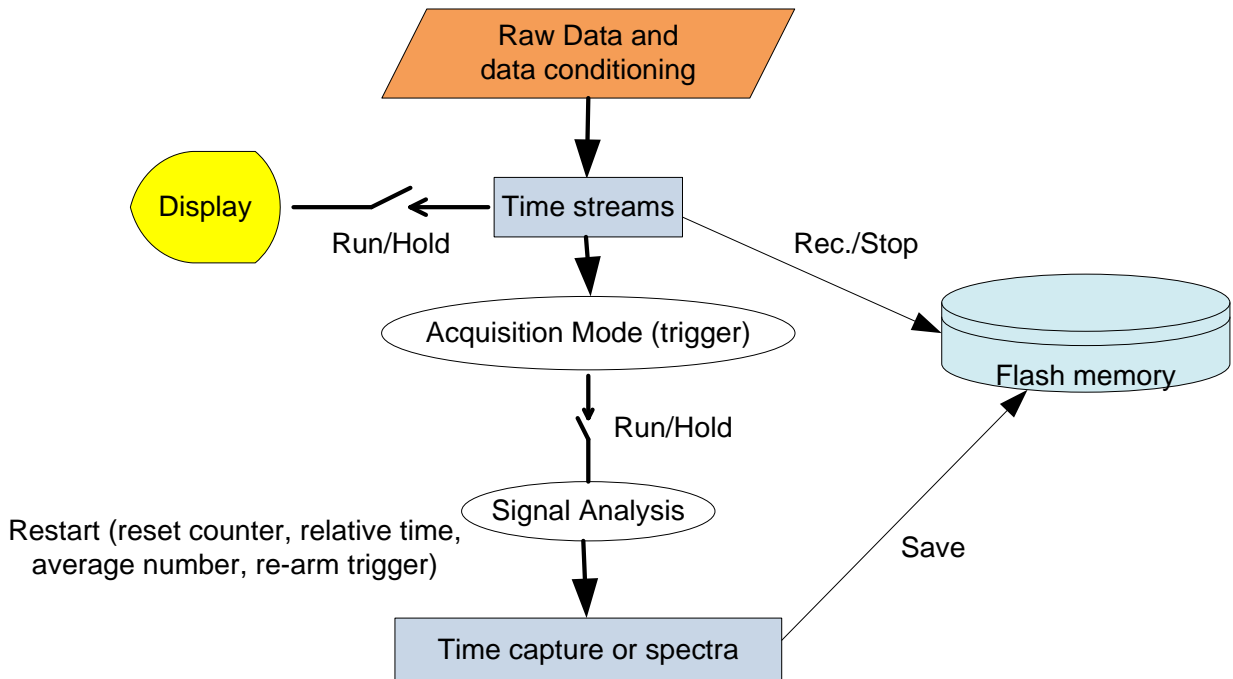 Raw Data and
data conditioning
Display
Time streams
Run/Hold
Rec./Stop
Acquisition Mode (trigger)
Flash memory
Run/Hold
Signal Analysis
Restart (reset counter, relative time,
average number, re-arm trigger)
Save
Time capture or spectra